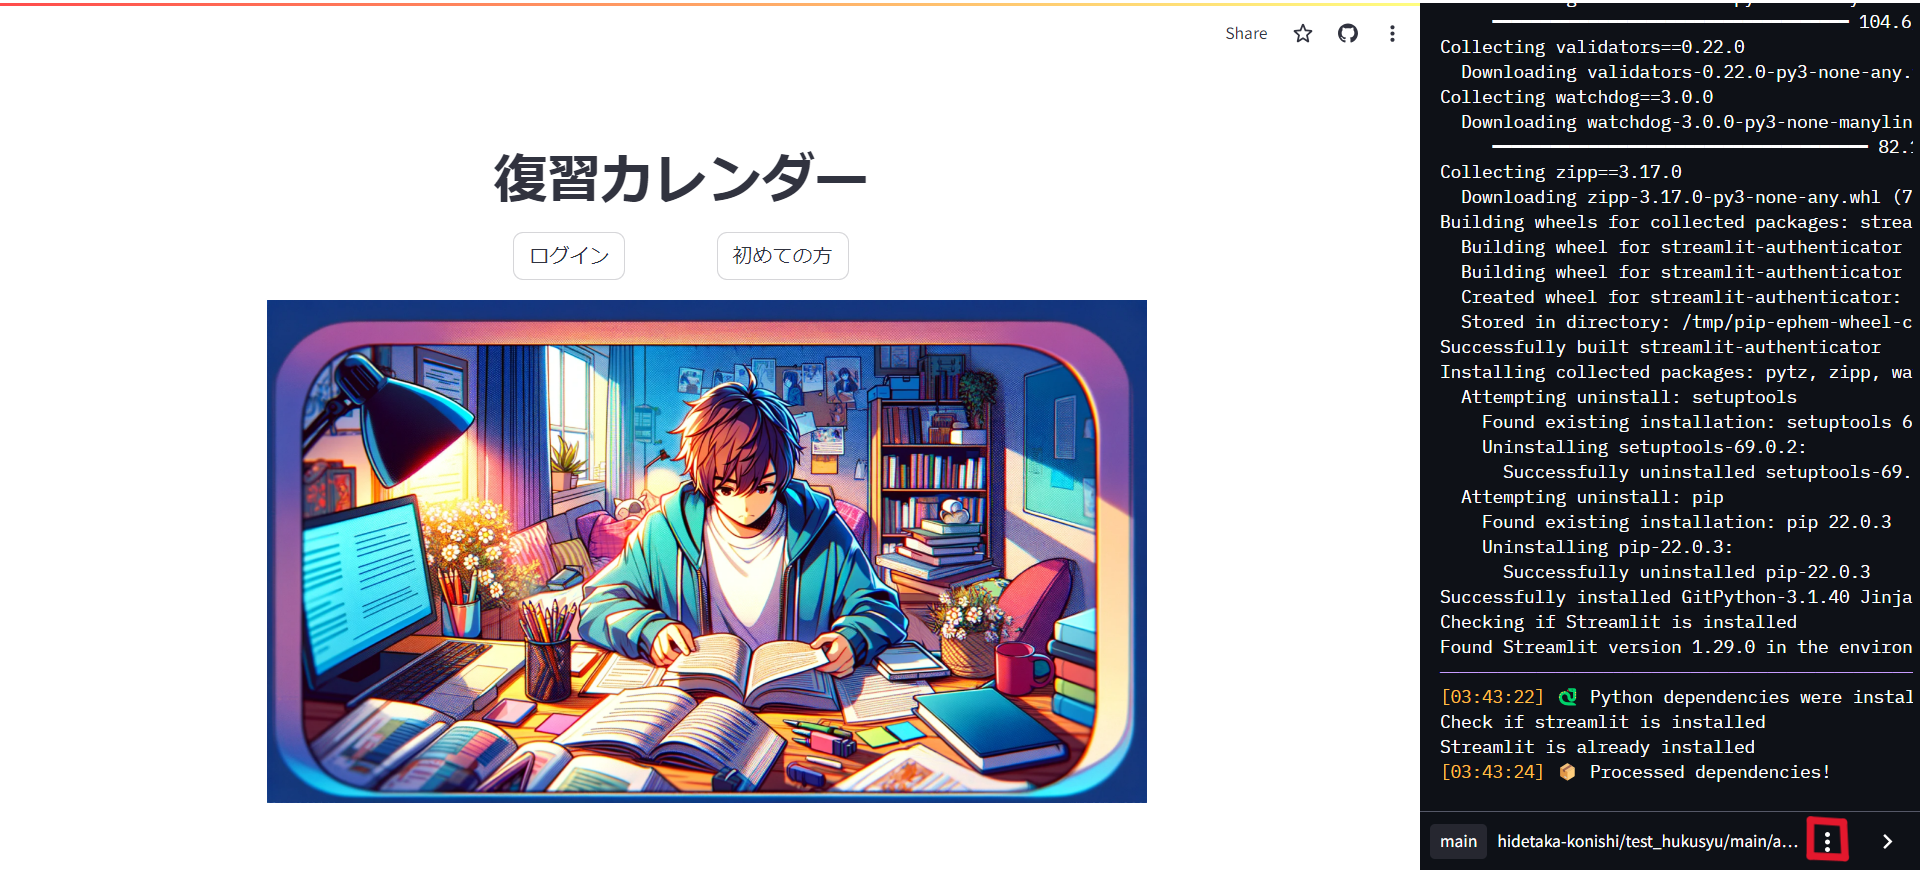 Share
復習カレンダー
ログイン
初めての方
104.6
Collecting validators==0.22.0
Downloading validators-0.22.0-py3-none-any.
Collecting watchdog==3.0.0
Downloading watchdog-3.0.0-py3-none-manylin
82.
Collecting zipp==3.17.0
Downloading zipp-3.17.0-py3-none-any.whl (7
Building wheels for collected packages: strea
Building wheel for streamlit-authenticator
Building wheel for streamlit-authenticator
Created wheel for streamlit-authenticator:
Stored in directory: /tmp/pip-ephem-wheel-c
Successfully built streamlit-authenticator
Installing collected packages: pytz, zipp, wa
Attempting uninstall: setuptools
Found existing installation: setuptools 6
Uninstalling setuptools-69.0.2:
Successfully uninstalled setuptools-69.
Attempting uninstall: pip
Found existing installation: pip 22.0.3
Uninstalling pip-22.0.3:
Successfully uninstalled pip-22.0.3
Successfully installed GitPython-3.1.40 Jinja
Checking if Streamlit is installed
Found Streamlit version 1.29.0 in the environ
[03:43:22] Python dependencies were instal
Check if streamlit is installed
Streamlit is already installed
[03:43:24] Processed dependencies!
main hidetaka-konishi/test_hukusyu/main/a...